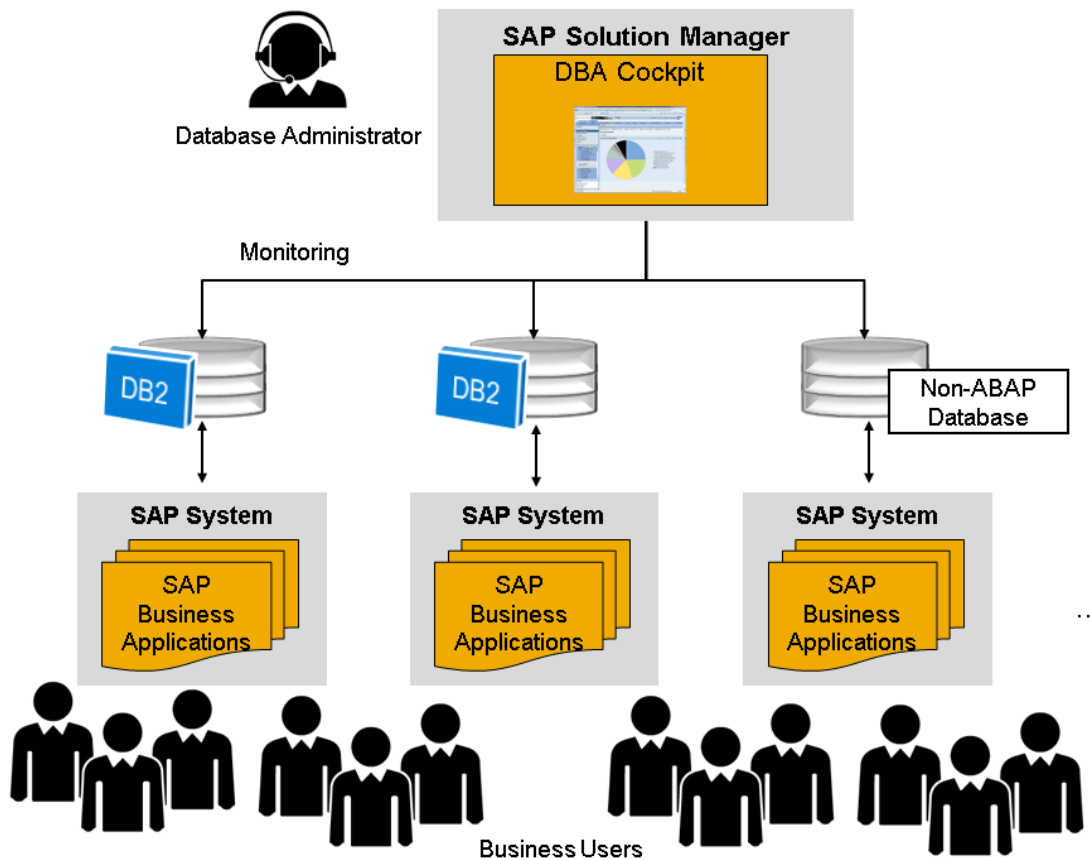 SAP Solution Manager
DBA Cockpit
Database Administrator
Monitoring
DB2
DB2
Non-ABAP
Database
SAP System
SAP
Business
Applications
SAP System
SAP
Business
Applications
SAP System
SAP
Business
Applications
...
Business Users